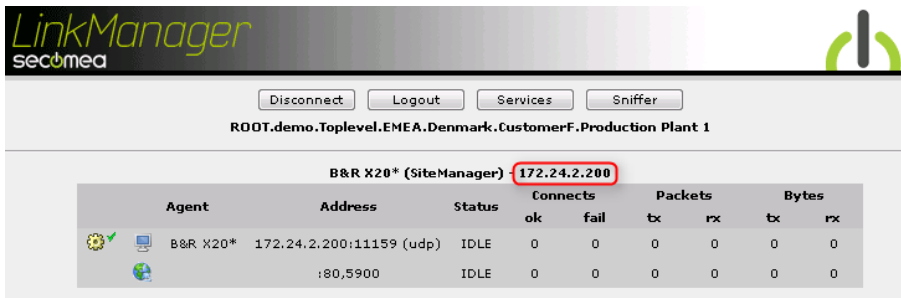 LinkManager
secomea
Disconnect Logout Services Sniffer
ROOT.demo.Toplevel.EMEA.Denmark.CustomerF.Production Plant 1
B&R X20* (SiteManager) - 172.24.2.200
Agent Address Status Connects Packets Bytes
ok fail tx rx tx rx
B&R X20* 172.24.2.200:11159 (udp) IDLE 0 0 0 0 0 0
:80,5900 IDLE 0 0 0 0 0 0